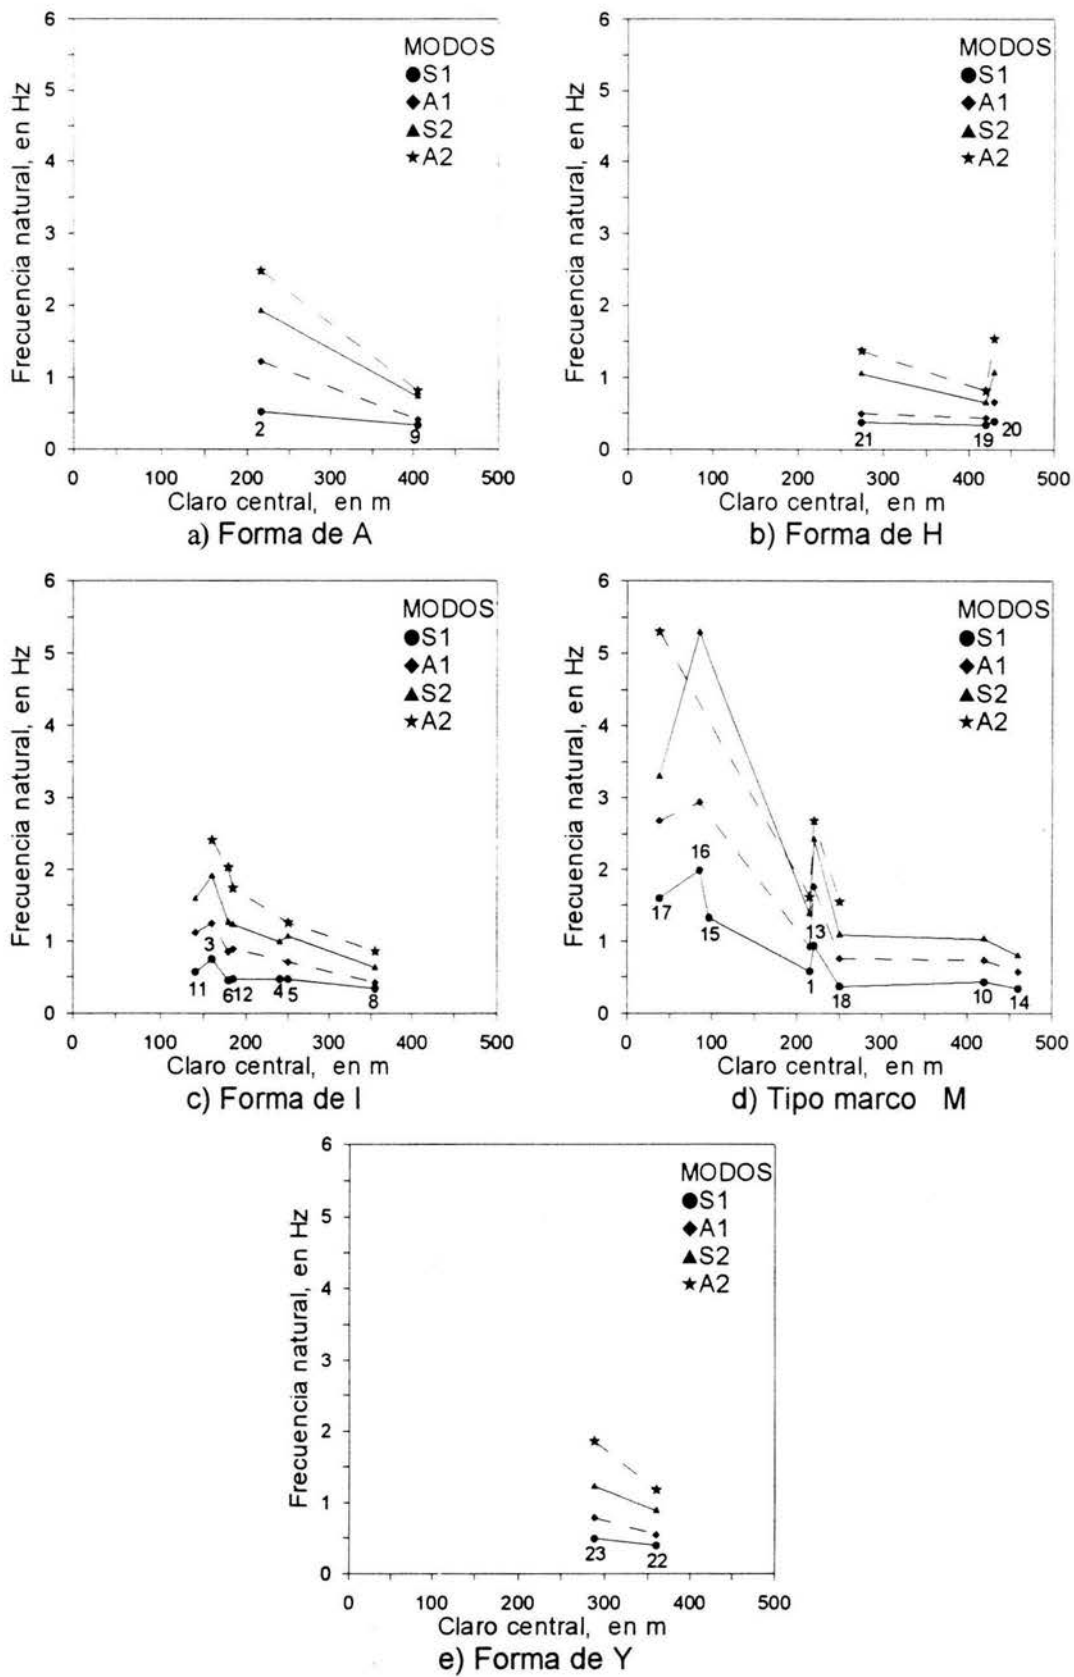 6
5
4
3
2
1
0
Frecuencia natural, en Hz
MODOS
S1
A1
S2
A2
2
9
0 100 200 300 400 500
Claro central, en m
a) Forma de A
6
5
4
3
2
1
0
Frecuencia natural, en Hz
MODOS
S1
A1
S2
A2
21
19
20
0 100 200 300 400 500
Claro central, en m
b) Forma de H
6
5
4
3
2
1
0
Frecuencia natural, en Hz
MODOS
S1
A1
S2
A2
11
3
6
12
4
5
8
0 100 200 300 400 500
Claro central, en m
c) Forma de I
6
5
4
3
2
1
0
Frecuencia natural, en Hz
MODOS
S1
A1
S2
A2
17
16
15
1
13
18
10
14
0 100 200 300 400 500
Claro central, en m
d) Tipo marco M
6
5
4
3
2
1
0
Frecuencia natural, en Hz
MODOS
S1
A1
S2
A2
23
22
0 100 200 300 400 500
Claro central, en m
e) Forma de Y